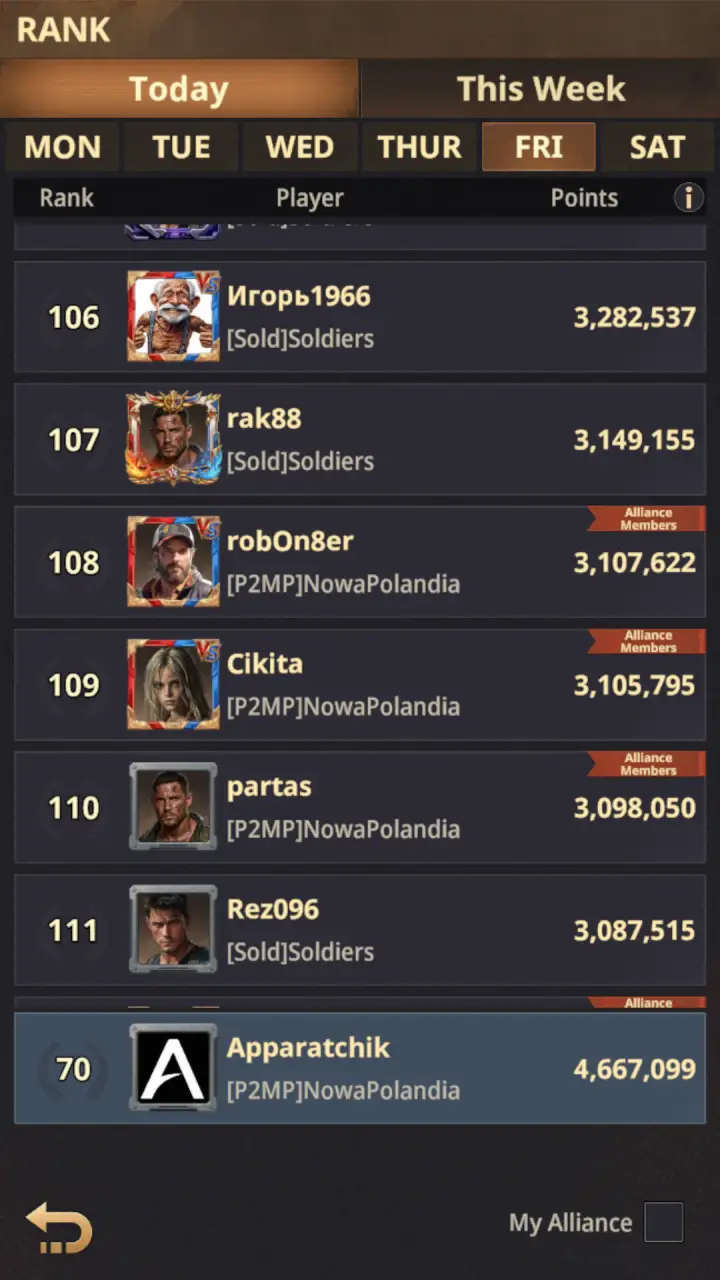 RANK
Today
This Week
MON TUE WED THUR FRI SAT
Rank Player Points i
106 Игорь1966 3,282,537
[Sold]Soldiers
107 rak88 3,149,155
[Sold]Soldiers
Alliance
Members
108 robOn8er 3,107,622
[P2MP]NowaPolandia
Alliance
Members
109 Cikita 3,105,795
[P2MP]NowaPolandia
Alliance
Members
110 partas 3,098,050
[P2MP]NowaPolandia
111 Rez096 3,087,515
[Sold]Soldiers
Alliance
70 Apparatchik 4,667,099
[P2MP]NowaPolandia
My Alliance